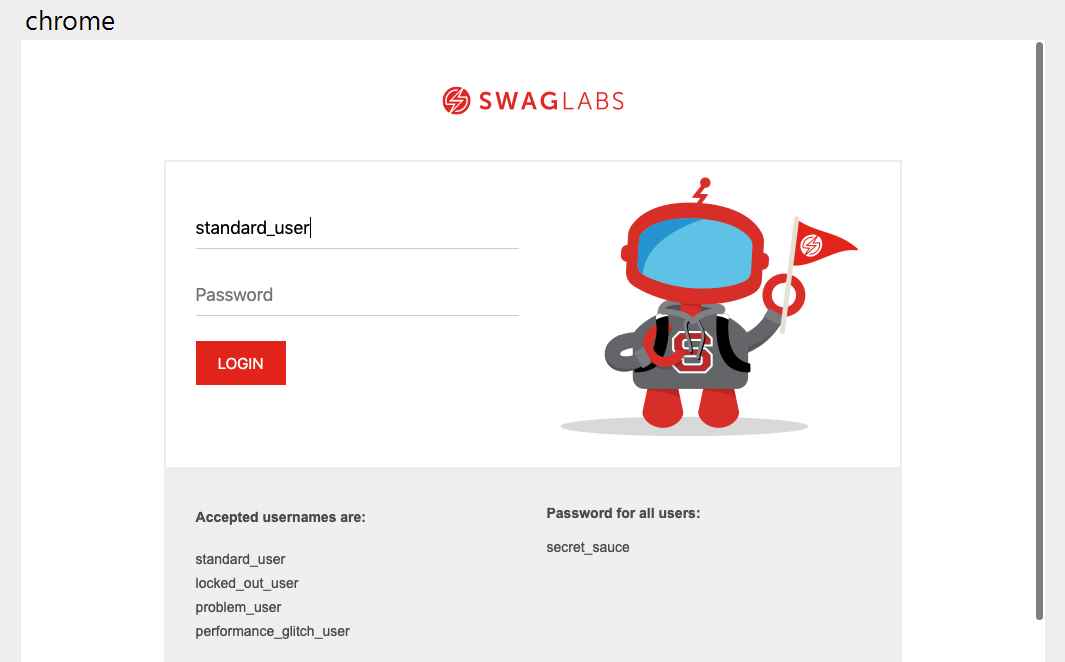 chrome
SWAGLABS
standard_user
Password
LOGIN
S
Accepted usernames are:
standard_user
locked_out_user
problem_user
performance_glitch_user
Password for all users:
secret_sauce